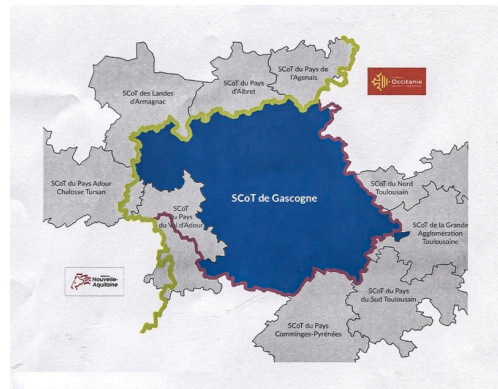 SCoT du Pays de
l'Agenais
Occitanie
SCoT du Pays
d'Albret
SCoT des Landes
d'Armagnac
SCoT du Pays Adour
Chalosse Tursan
SCoT de Gascogne
SCoT du Nord
Toulousain
SCoT
du Pays
du Val d'Adour
SCoT de la Grande
Agglomération
Toulousaine
Nouvelle-
Aquitaine
SCoT du Pays
du Sud Toulousain
SCoT du Pays
Comminges-Pyrénées